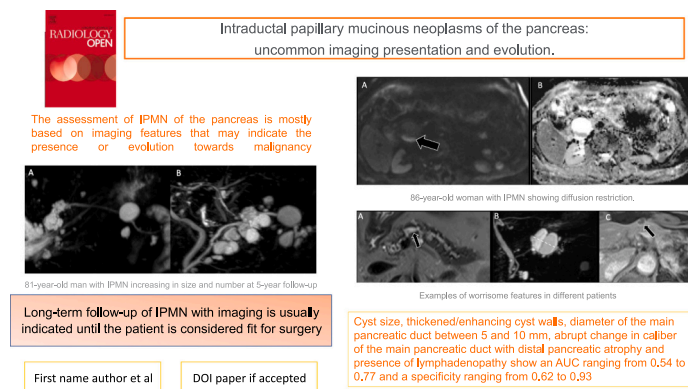 RADIOLOGY
OPEN
Intraductal papillary mucinous neoplasms of the pancreas:
uncommon imaging presentation and evolution.
The assessment of IPMN of the pancreas is mostly
based on imaging features that may indicate the
presence or evolution towards malignancy
A
B
81-year-old man with IPMN increasing in size and number at 5-year follow-up
Long-term follow-up of IPMN with imaging is usually
indicated until the patient is considered fit for surgery
First name author et al
DOI paper if accepted
A
B
86-year-old woman with IPMN showing diffusion restriction.
A
B
C
Examples of worrisome features in different patients
Cyst size, thickened/enhancing cyst walls, diameter of the main
pancreatic duct between 5 and 10 mm, abrupt change in caliber
of the main pancreatic duct with distal pancreatic atrophy and
presence of lymphadenopathy show an AUC ranging from 0.54 to
0.77 and a specificity ranging from 0.62 to 0.93